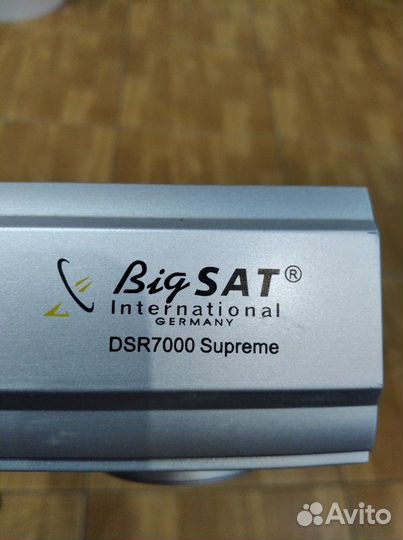 BigSAT®
International
GERMANY
DSR7000 Supreme
Avito